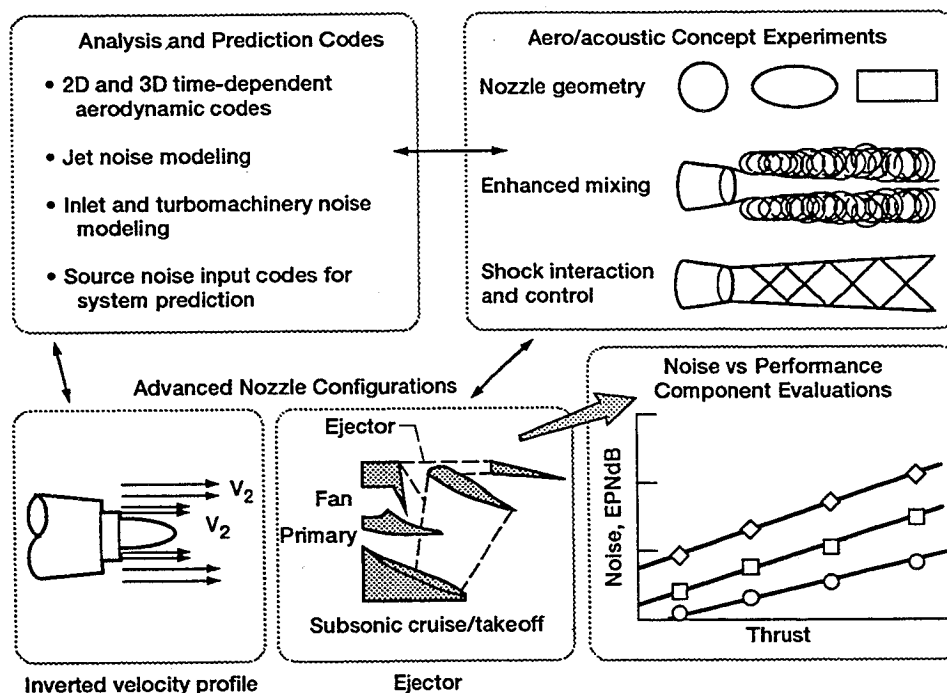 Analysis and Prediction Codes
• 2D and 3D time-dependent
aerodynamic codes
• Jet noise modeling
• Inlet and turbomachinery noise
modeling
• Source noise input codes for
system prediction
Aero/acoustic Concept Experiments
Nozzle geometry
Enhanced mixing
Shock interaction
and control
Advanced Nozzle Configurations
V2
V2
Inverted velocity profile
Ejector
Fan
Primary
Subsonic cruise/takeoff
Ejector
Noise vs Performance
Component Evaluations
Noise, EPNdB
Thrust